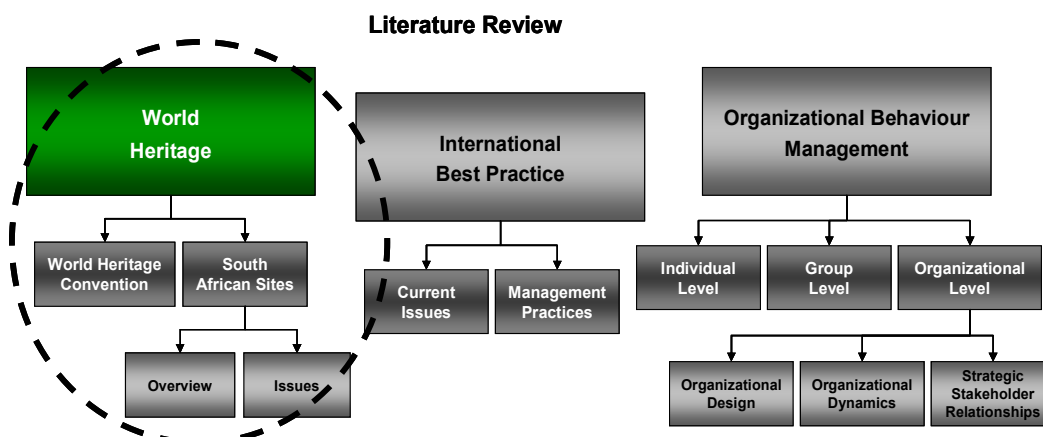 Literature Review
World
Heritage
International
Best Practice
Organizational Behaviour
Management
World Heritage
Convention
South
African Sites
Current
Issues
Management
Practices
Individual
Level
Group
Level
Organizational
Level
Overview
Issues
Organizational
Design
Organizational
Dynamics
Strategic
Stakeholder
Relationships